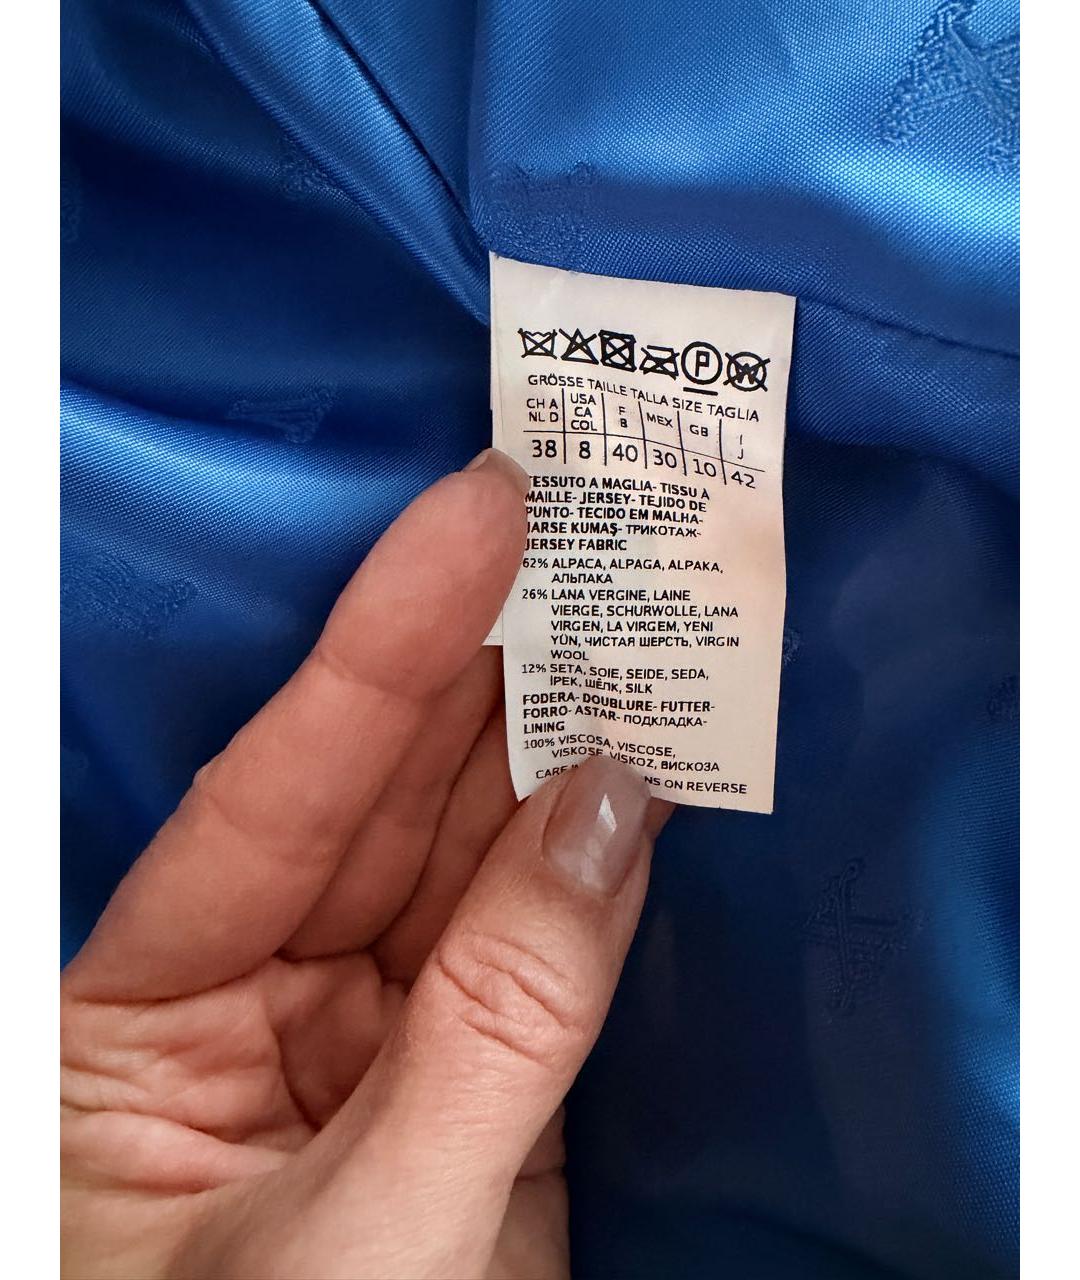 P
W
GRÖSSE TAILLE TALLA SIZE TAGLIA
CH A USA F MEX GB I
NL D CA B J
COL
38 8 40 30 10 42
TESSUTO A MAGLIA- TISSU À
MAILLE- JERSEY- TEJIDO DE
PUNTO- TECIDO EM MALHA-
JARSE KUMAŞ- ТРИКОТАЖ-
JERSEY FABRIC
62% ALPACA, ALPAGA, ALPAKA,
АЛЬПАКА
26% LANA VERGINE, LAINE
VIERGE, SCHURWOLLE, LANA
VIRGEN, LA VIRGEM, YENI
YÜN, ЧИСТАЯ ШЕРСТЬ, VIRGIN
WOOL
12% SETA, SOIE, SEIDE, SEDA,
İPEK, ШЁЛК, SILK
FODERA- DOUBLURE- FUTTER-
FORRO- ASTAR- ПОДКЛАДКА-
LINING
100% VISCOSA, VISCOSE,
VISKOSE, VİSKOZ, ВИСКОЗА
CARE ON REVERSE